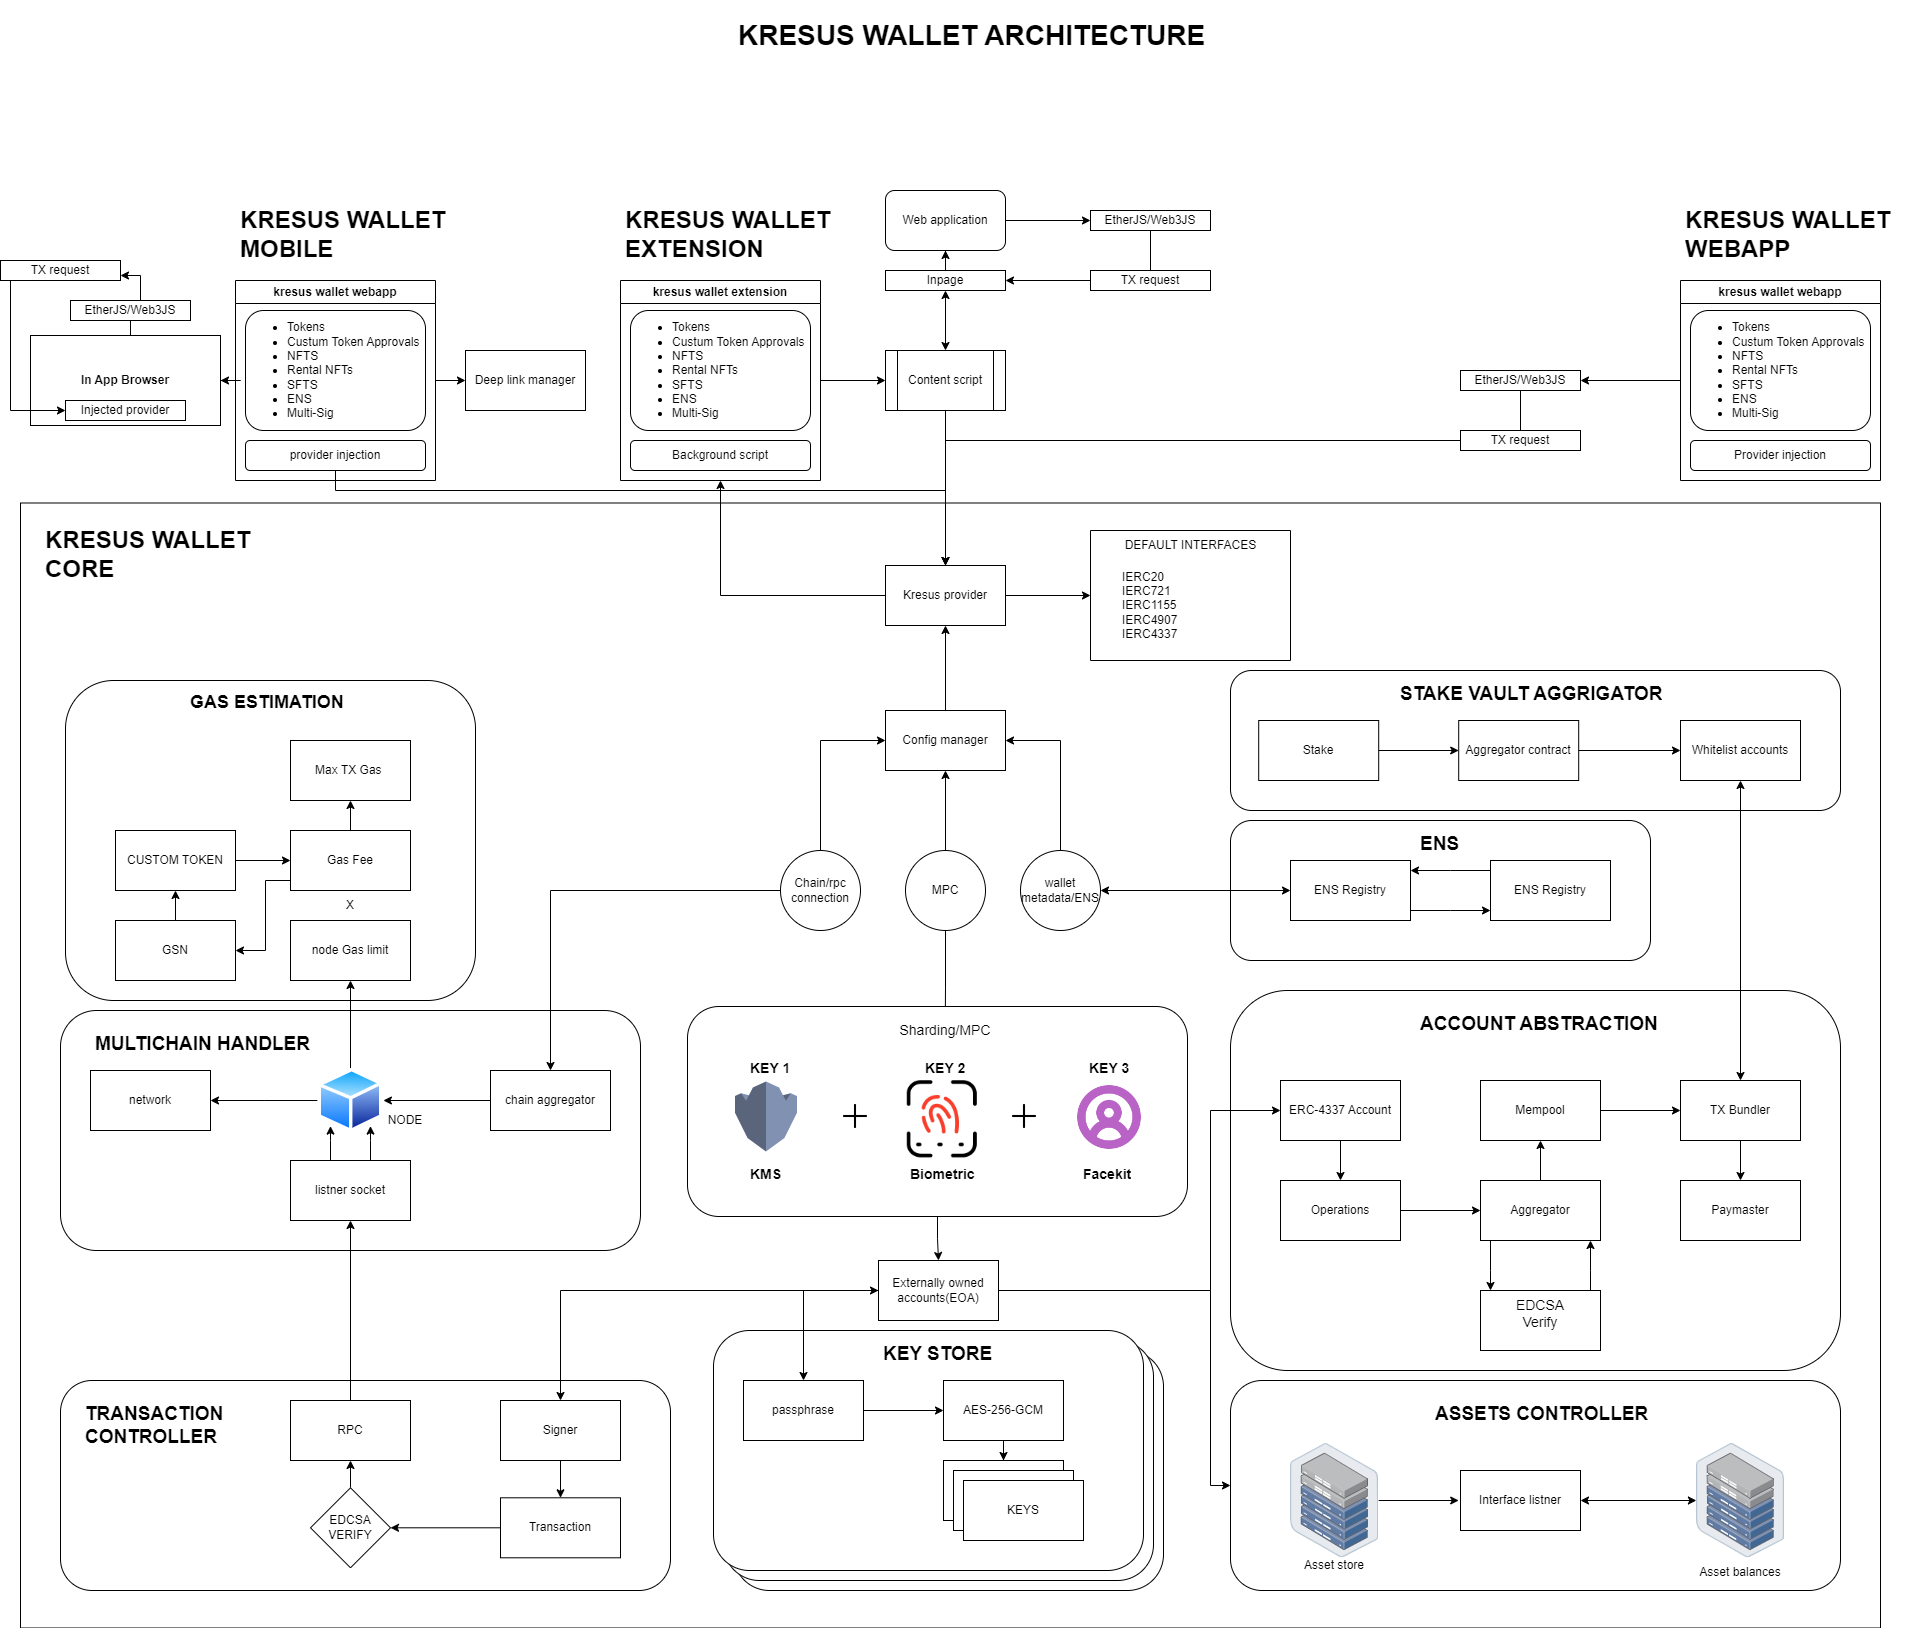 KRESUS WALLET ARCHITECTURE
KRESUS WALLET
MOBILE
TX request
EtherJS/Web3JS
In App Browser
Injected provider
kresus wallet webapp
Tokens
Custum Token Approvals
NFTS
Rental NFTs
SFTS
ENS
Multi-Sig
provider injection
Deep link manager
KRESUS WALLET
EXTENSION
kresus wallet extension
Tokens
Custum Token Approvals
NFTS
Rental NFTs
SFTS
ENS
Multi-Sig
Background script
Web application
EtherJS/Web3JS
Inpage
TX request
Content script
EtherJS/Web3JS
TX request
KRESUS WALLET
WEBAPP
kresus wallet webapp
Tokens
Custum Token Approvals
NFTS
Rental NFTs
SFTS
ENS
Multi-Sig
Provider injection
KRESUS WALLET
CORE
Kresus provider
DEFAULT INTERFACES
IERC20
IERC721
IERC1155
IERC4907
IERC4337
Config manager
Chain/rpc
connection
MPC
wallet
metadata/ENS
GAS ESTIMATION
Max TX Gas
CUSTOM TOKEN
Gas Fee
X
GSN
node Gas limit
STAKE VAULT AGGRIGATOR
Stake
Aggregator contract
Whitelist accounts
ENS
ENS Registry
ENS Registry
MULTICHAIN HANDLER
network
NODE
chain aggregator
listner socket
Sharding/MPC
KEY 1
KEY 2
KEY 3
KMS
Biometric
Facekit
Externally owned
accounts(EOA)
ACCOUNT ABSTRACTION
ERC-4337 Account
Mempool
TX Bundler
Operations
Aggregator
Paymaster
EDCSA
Verify
TRANSACTION
CONTROLLER
RPC
Signer
EDCSA
VERIFY
Transaction
KEY STORE
passphrase
AES-256-GCM
KEYS
ASSETS CONTROLLER
Asset store
Interface listner
Asset balances